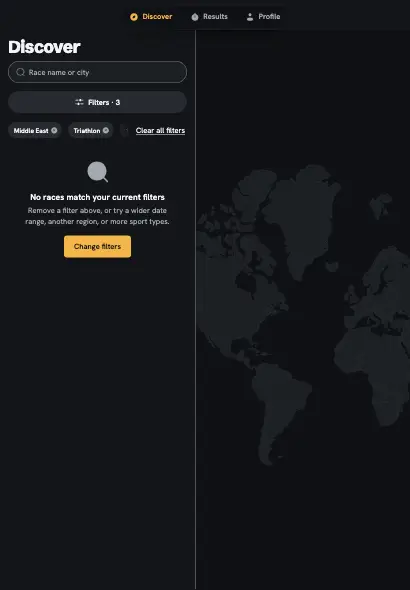 Discover
Results
Profile
Discover
Race name or city
Filters · 3
Middle East
Triathlon
Clear all filters
No races match your current filters
Remove a filter above, or try a wider date
range, another region, or more sport types.
Change filters